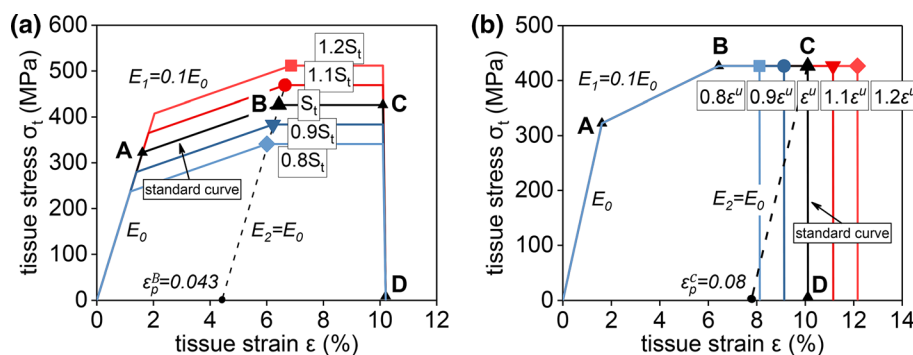 (a)
600
500
400
300
200
100
0
tissue stress σt (MPa)
0 2 4 6 8 10 12
tissue strain ε (%)
E1=0.1E0
A
B
C
D
1.2St
1.1St
St
0.9St
0.8St
standard curve
E0
E2=E0
εpB=0.043
(b)
500
400
300
200
100
0
tissue stress σt (MPa)
0 2 4 6 8 10 12 14
tissue strain ε (%)
E1=0.1E0
A
B
C
D
0.8εu 0.9εu εu 1.1εu 1.2εu
E0
E2=E0
standard curve
εpC=0.08